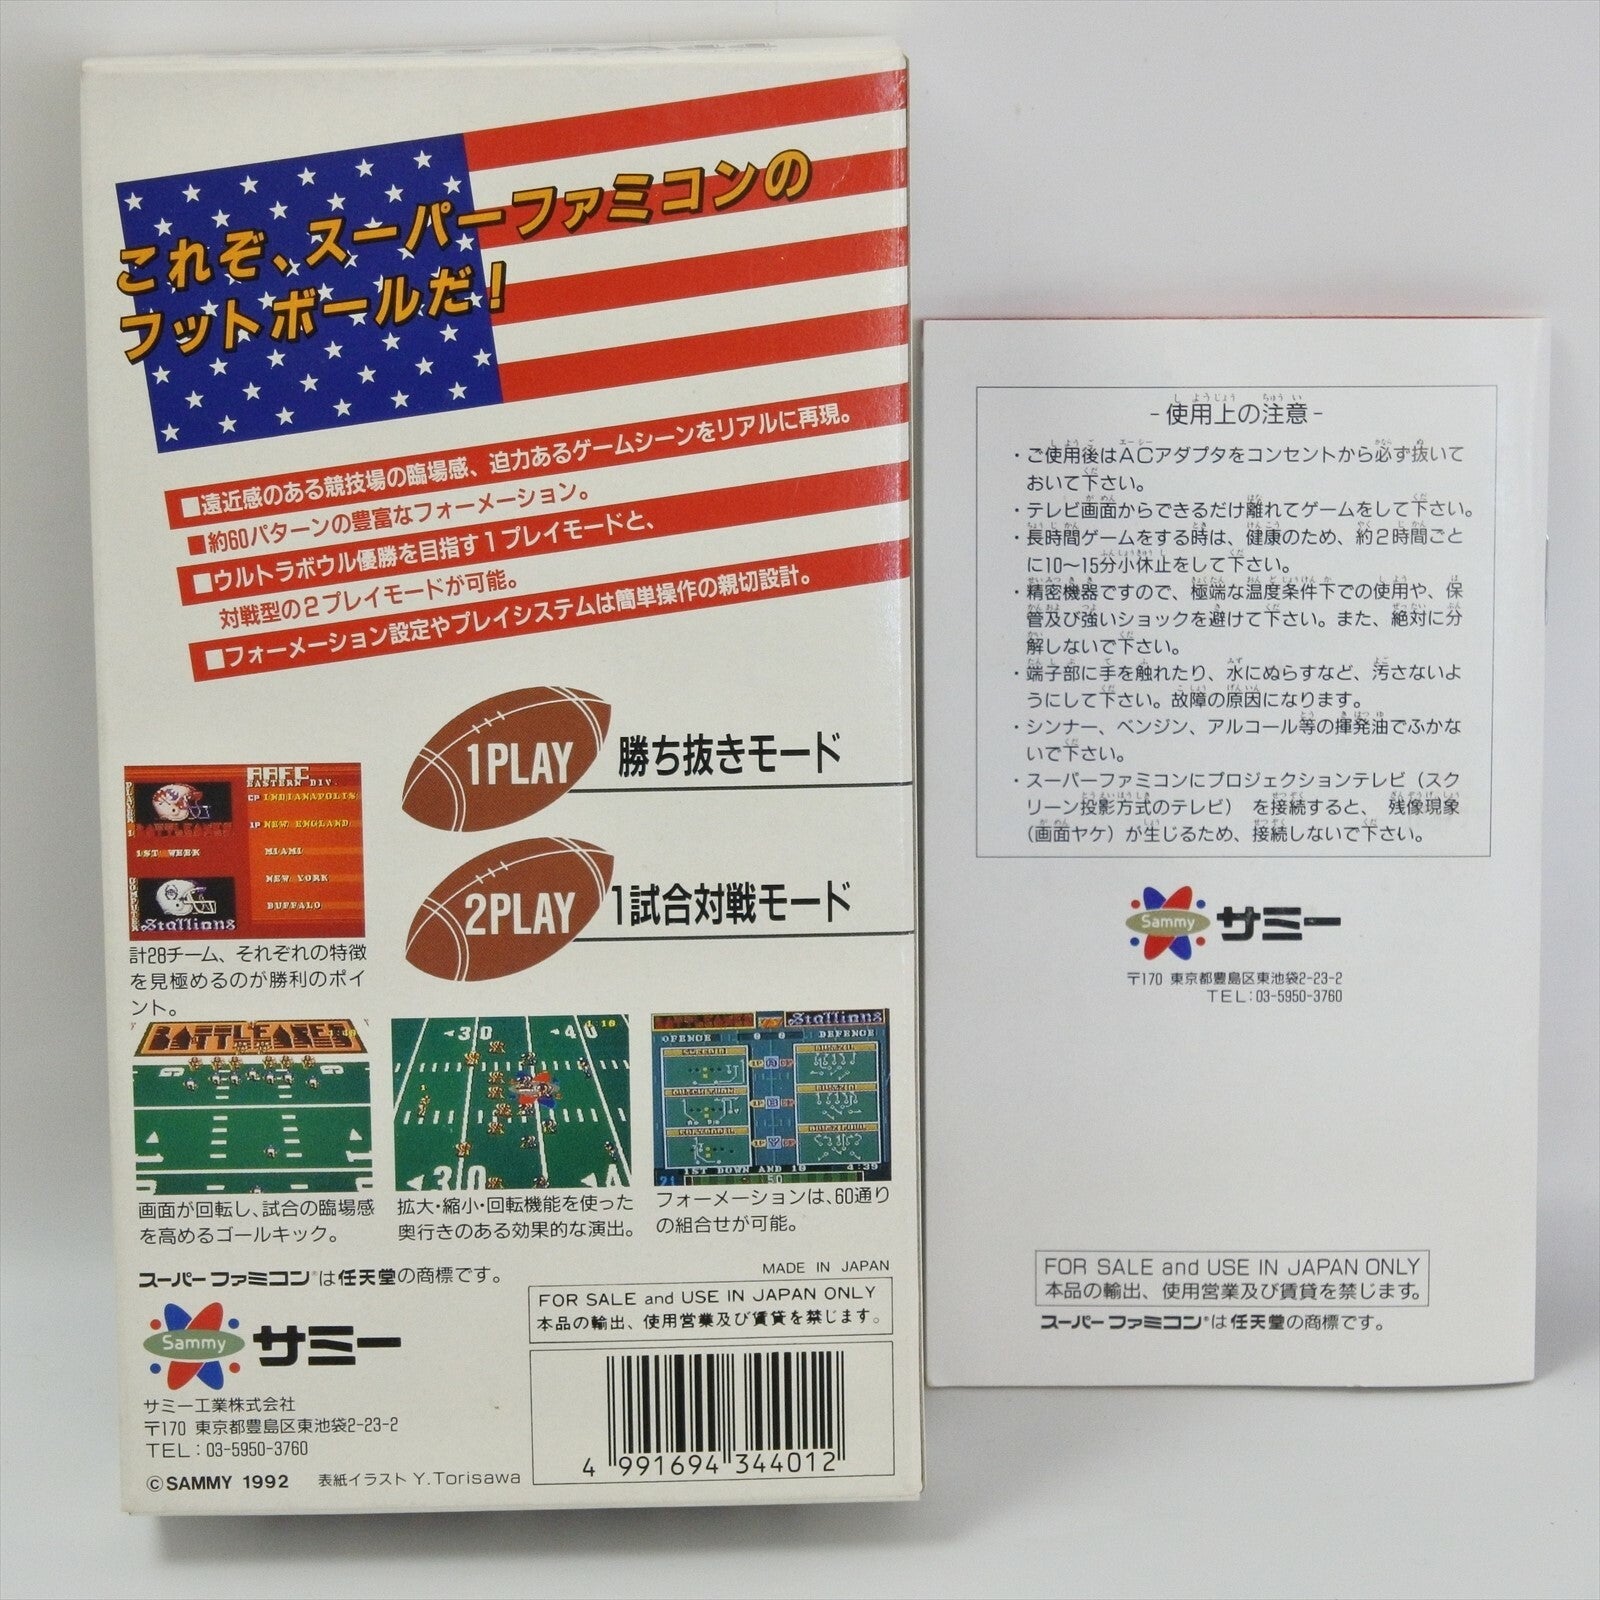 これぞ、スーパーファミコンの
フットボールだ!
■遠近感のある競技場の臨場感、迫力あるゲームシーンをリアルに再現。
■約60パターンの豊富なフォーメーション。
■ウルトラボウル優勝を目指す1プレイモードと、
対戦型の2プレイモードが可能。
■フォーメーション設定やプレイシステムは簡単操作の親切設計。
1PLAY 勝ち抜きモード
2PLAY 1試合対戦モード
AAFC
EASTERN DIV.
CP INDIANAPOLIS
1P NEW ENGLAND
MIAMI
NEW YORK
BUFFALO
PLAYER 1
1ST WEEK
COMPUTER
Stallions
計28チーム、それぞれの特徴
を見極めるのが勝利のポイ
ント。
画面が回転し、試合の臨場感
を高めるゴールキック。
30 40
30
拡大・縮小・回転機能を使った
奥行きのある効果的な演出。
Stallions
OFENCE 0 0 DEFENCE
1ST DOWN AND 10 4:39
フォーメーションは、60通り
の組合せが可能。
スーパーファミコン®は任天堂の商標です。
MADE IN JAPAN
FOR SALE and USE IN JAPAN ONLY
本品の輸出、使用営業及び賃貸を禁じます。
Sammy サミー
サミー工業株式会社
〒170 東京都豊島区東池袋2-23-2
TEL:03-5950-3760
©SAMMY 1992 表紙イラスト Y.Torisawa
4 991694 344012
-使用上の注意-
・ご使用後はACアダプタをコンセントから必ず抜いて
おいて下さい。
・テレビ画面からできるだけ離れてゲームをして下さい。
・長時間ゲームをする時は、健康のため、約2時間ごと
に10〜15分小休止をして下さい。
・精密機器ですので、極端な温度条件下での使用や、保
管及び強いショックを避けて下さい。また、絶対に分
解しないで下さい。
・端子部に手を触れたり、水にぬらすなど、汚さないよ
うにして下さい。故障の原因になります。
・シンナー、ベンジン、アルコール等の揮発油でふかな
いで下さい。
・スーパーファミコンにプロジェクションテレビ(スク
リーン投影方式のテレビ) を接続すると、残像現象
(画面ヤケ)が生じるため、接続しないで下さい。
Sammy サミー
〒170 東京都豊島区東池袋2-23-2
TEL:03-5950-3760
FOR SALE and USE IN JAPAN ONLY
本品の輸出、使用営業及び賃貸を禁じます。
スーパーファミコン®は任天堂の商標です。